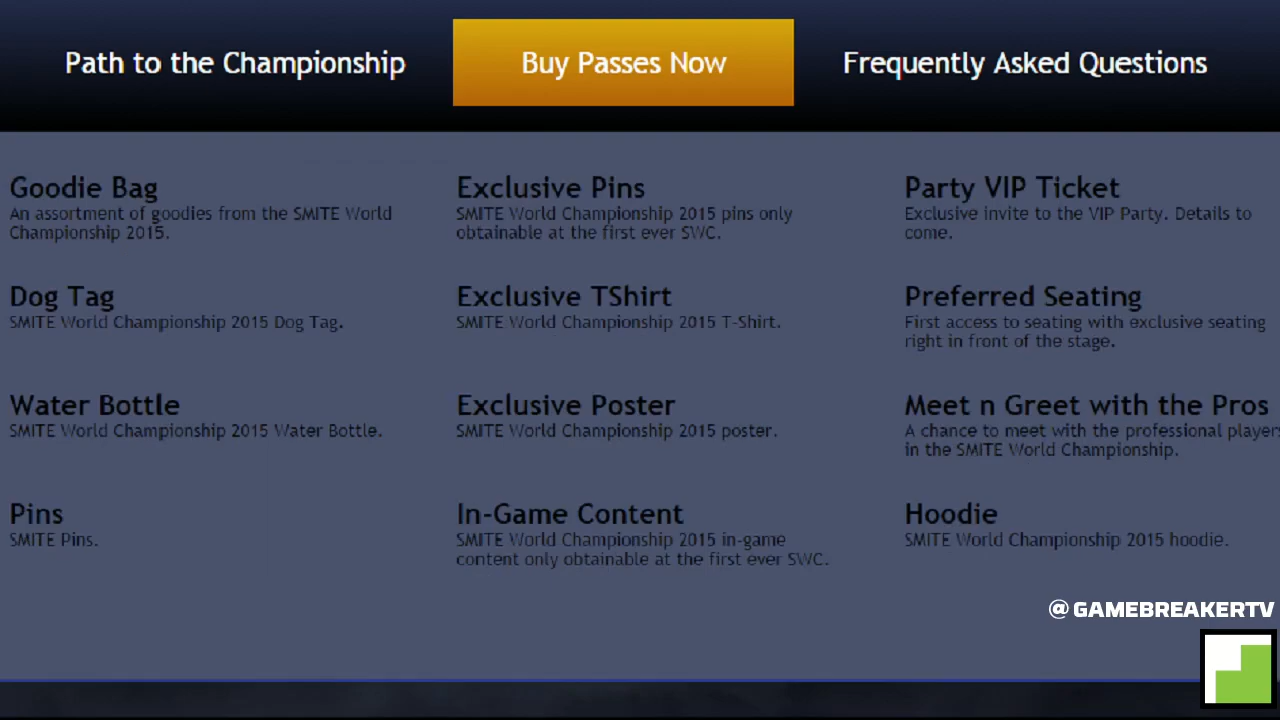 Path to the Championship
Buy Passes Now
Frequently Asked Questions
Goodie Bag
An assortment of goodies from the SMITE World
Championship 2015.
Exclusive Pins
SMITE World Championship 2015 pins only
obtainable at the first ever SWC.
Party VIP Ticket
Exclusive invite to the VIP Party. Details to
come.
Dog Tag
SMITE World Championship 2015 Dog Tag.
Exclusive TShirt
SMITE World Championship 2015 T-Shirt.
Preferred Seating
First access to seating with exclusive seating
right in front of the stage.
Water Bottle
SMITE World Championship 2015 Water Bottle.
Exclusive Poster
SMITE World Championship 2015 poster.
Meet n Greet with the Pros
A chance to meet with the professional players
in the SMITE World Championship.
Pins
SMITE Pins.
In-Game Content
SMITE World Championship 2015 in-game
content only obtainable at the first ever SWC.
Hoodie
SMITE World Championship 2015 hoodie.
@GAMEBREAKERTV